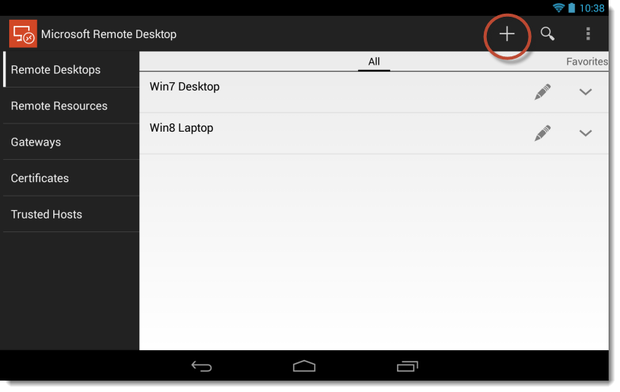 10:38
Microsoft Remote Desktop
Remote Desktops
Remote Resources
Gateways
Certificates
Trusted Hosts
All
Favorites
Win7 Desktop
Win8 Laptop